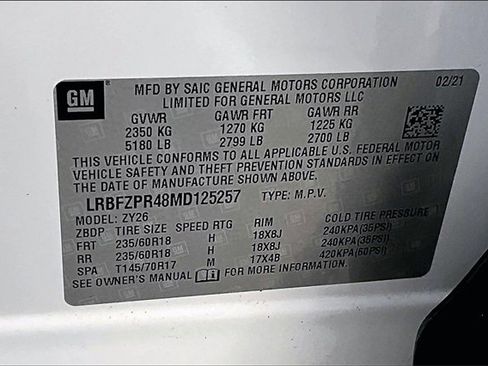 GM
MFD BY SAIC GENERAL MOTORS CORPORATION 02/21
LIMITED FOR GENERAL MOTORS LLC
GVWR GAWR FRT GAWR RR
2350 KG 1270 KG 1225 KG
5180 LB 2799 LB 2700 LB
THIS VEHICLE CONFORMS TO ALL APPLICABLE U.S. FEDERAL MOTOR
VEHICLE SAFETY AND THEFT PREVENTION STANDARDS IN EFFECT ON
THE DATE OF MANUFACTURE SHOWN ABOVE.
LRBFZPR48MD125257 TYPE: M.P.V.
MODEL: ZY26
ZBDP TIRE SIZE SPEED RTG RIM COLD TIRE PRESSURE
FRT 235/60R18 H 18X8J 240KPA(35PSI)
RR 235/60R18 H 18X8J 240KPA(35PSI)
SPA T145/70R17 17X4B 420KPA(60PSI)
SEE OWNER'S MANUAL FOR MORE INFORMATION